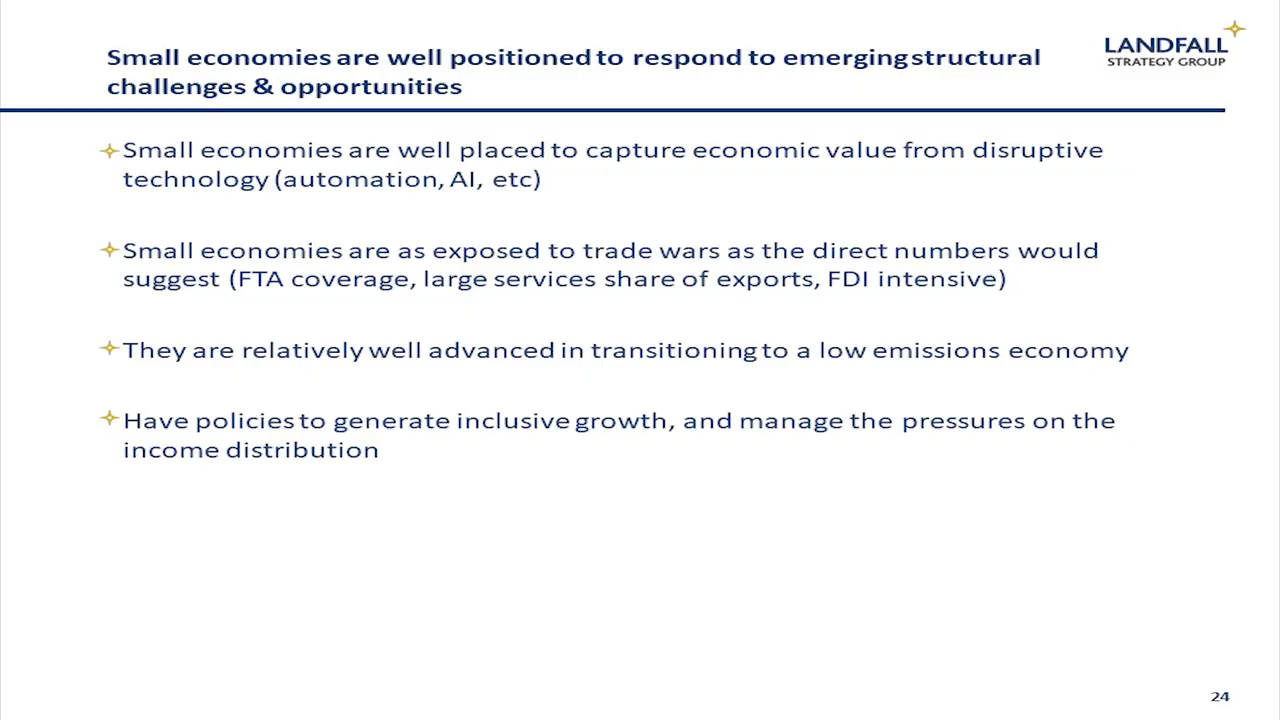 Small economies are well positioned to respond to emerging structural
challenges & opportunities
LANDFALL
STRATEGY GROUP
Small economies are well placed to capture economic value from disruptive
technology (automation, AI, etc)
Small economies are as exposed to trade wars as the direct numbers would
suggest (FTA coverage, large services share of exports, FDI intensive)
They are relatively well advanced in transitioning to a low emissions economy
Have policies to generate inclusive growth, and manage the pressures on the
income distribution
24